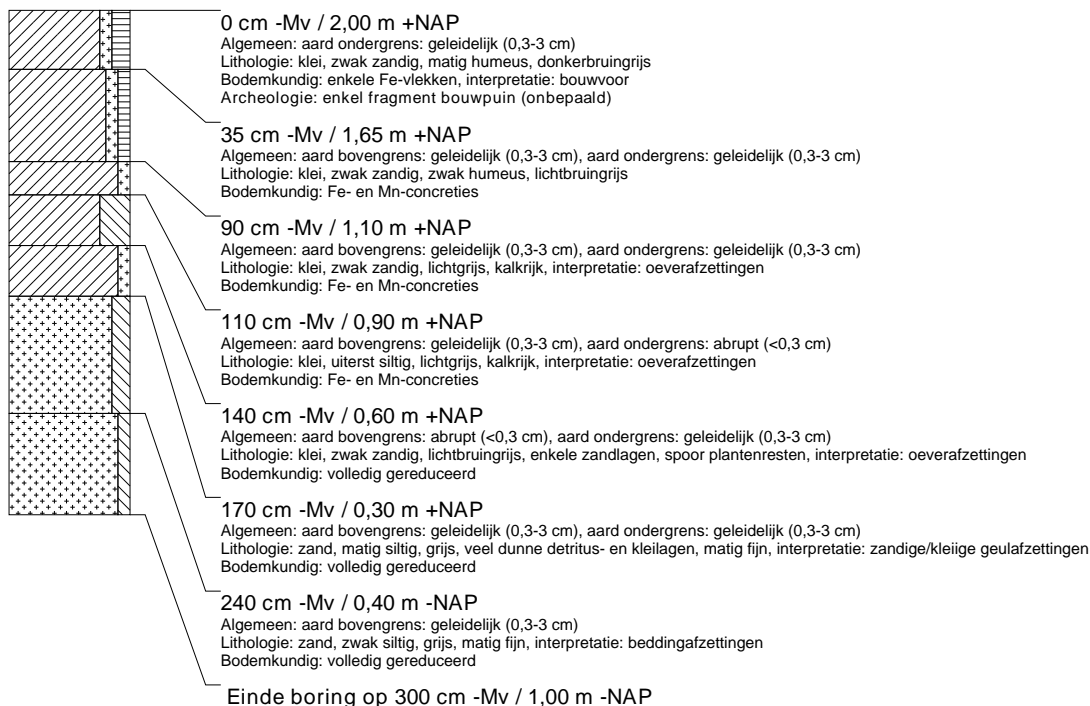 0 cm -Mv / 2,00 m +NAP
Algemeen: aard ondergrens: geleidelijk (0,3-3 cm)
Lithologie: klei, zwak zandig, matig humeus, donkerbruingrijs
Bodemkundig: enkele Fe-vlekken, interpretatie: bouwvoor
Archeologie: enkel fragment bouwpuin (onbepaald)
35 cm -Mv / 1,65 m +NAP
Algemeen: aard bovengrens: geleidelijk (0,3-3 cm), aard ondergrens: geleidelijk (0,3-3 cm)
Lithologie: klei, zwak zandig, zwak humeus, lichtbruingrijs
Bodemkundig: Fe- en Mn-concreties
90 cm -Mv / 1,10 m +NAP
Algemeen: aard bovengrens: geleidelijk (0,3-3 cm), aard ondergrens: geleidelijk (0,3-3 cm)
Lithologie: klei, zwak zandig, lichtgrijs, kalkrijk, interpretatie: oeverafzettingen
Bodemkundig: Fe- en Mn-concreties
110 cm -Mv / 0,90 m +NAP
Algemeen: aard bovengrens: geleidelijk (0,3-3 cm), aard ondergrens: abrupt (<0,3 cm)
Lithologie: klei, uiterst siltig, lichtgrijs, kalkrijk, interpretatie: oeverafzettingen
Bodemkundig: Fe- en Mn-concreties
140 cm -Mv / 0,60 m +NAP
Algemeen: aard bovengrens: abrupt (<0,3 cm), aard ondergrens: geleidelijk (0,3-3 cm)
Lithologie: klei, zwak zandig, lichtbruingrijs, enkele zandlagen, spoor plantenresten, interpretatie: oeverafzettingen
Bodemkundig: volledig gereduceerd
170 cm -Mv / 0,30 m +NAP
Algemeen: aard bovengrens: geleidelijk (0,3-3 cm), aard ondergrens: geleidelijk (0,3-3 cm)
Lithologie: zand, matig siltig, grijs, veel dunne detritus- en kleilagen, matig fijn, interpretatie: zandige/kleiige geulafzettingen
Bodemkundig: volledig gereduceerd
240 cm -Mv / 0,40 m -NAP
Algemeen: aard bovengrens: geleidelijk (0,3-3 cm)
Lithologie: zand, zwak siltig, grijs, matig fijn, interpretatie: beddingafzettingen
Bodemkundig: volledig gereduceerd
Einde boring op 300 cm -Mv / 1,00 m -NAP